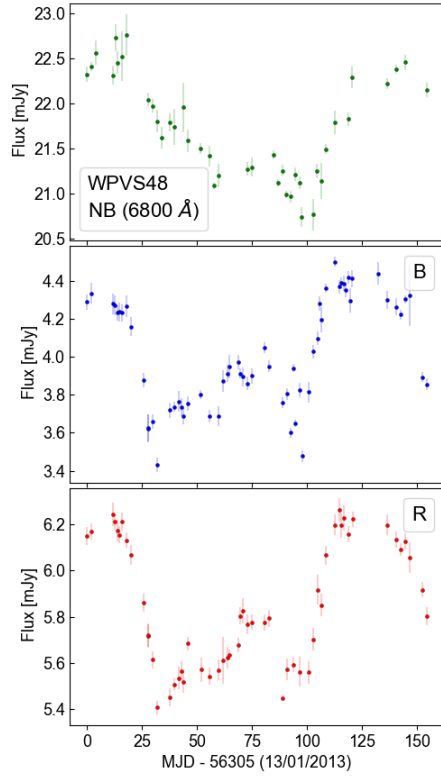 23.0
22.5
22.0
21.5
21.0
20.5
Flux [mJy]
WPVS48
NB (6800 Å)
4.4
4.2
4.0
3.8
3.6
3.4
Flux [mJy]
B
6.2
6.0
5.8
5.6
5.4
Flux [mJy]
R
0 25 50 75 100 125 150
MJD - 56305 (13/01/2013)